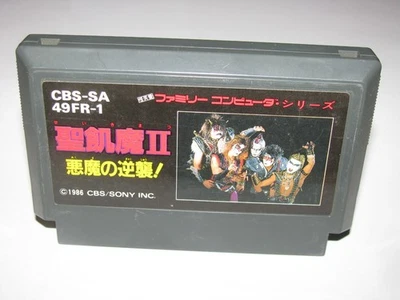 CBS-SA
49FR-1
ファミリー コンピュータ・シリーズ
聖飢魔II
悪魔の逆襲!
©1986 CBS/SONY INC.